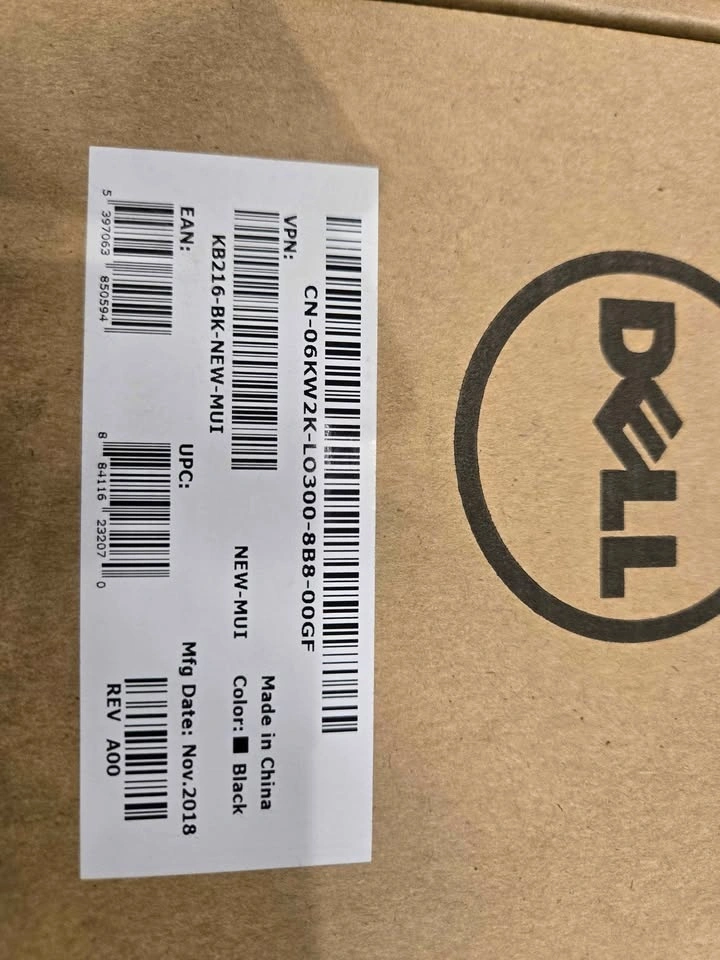 CN-06KW2K-LO300-8B8-00GF
VPN:
Made in China
KB216-BK-NEW-MUI
NEW-MUI
Color: Black
EAN:
UPC:
Mfg Date: Nov.2018
5 397063 850594
8 84116 23207 0
REV A00
DELL